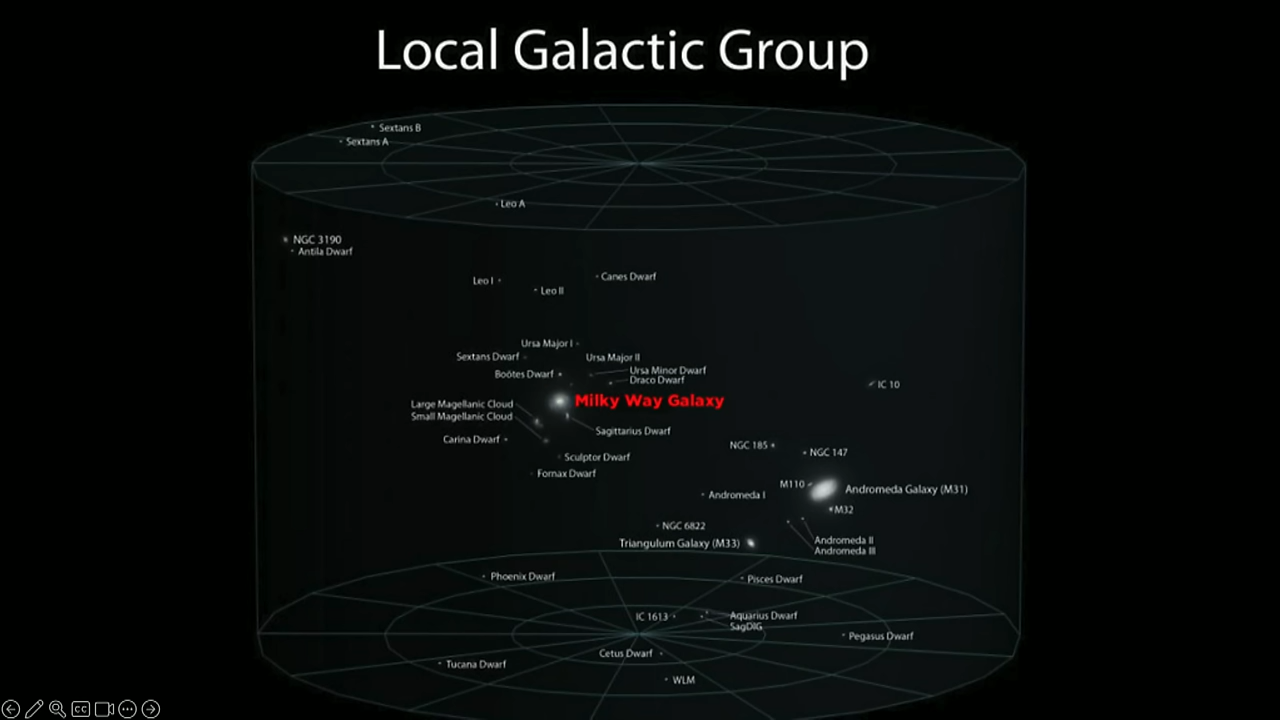 Local Galactic Group
Sextans B
Sextans A
Leo A
NGC 3190
Antila Dwarf
Leo I
Canes Dwarf
Leo II
Ursa Major I
Sextans Dwarf
Ursa Major II
Boötes Dwarf
Ursa Minor Dwarf
Draco Dwarf
IC 10
Milky Way Galaxy
Large Magellanic Cloud
Small Magellanic Cloud
Sagittarius Dwarf
Carina Dwarf
NGC 185
NGC 147
Sculptor Dwarf
Fornax Dwarf
M110
Andromeda Galaxy (M31)
Andromeda I
M32
NGC 6822
Triangulum Galaxy (M33)
Andromeda II
Andromeda III
Phoenix Dwarf
Pisces Dwarf
IC 1613
Aquarius Dwarf
SagDIG
Pegasus Dwarf
Cetus Dwarf
Tucana Dwarf
WLM
CC